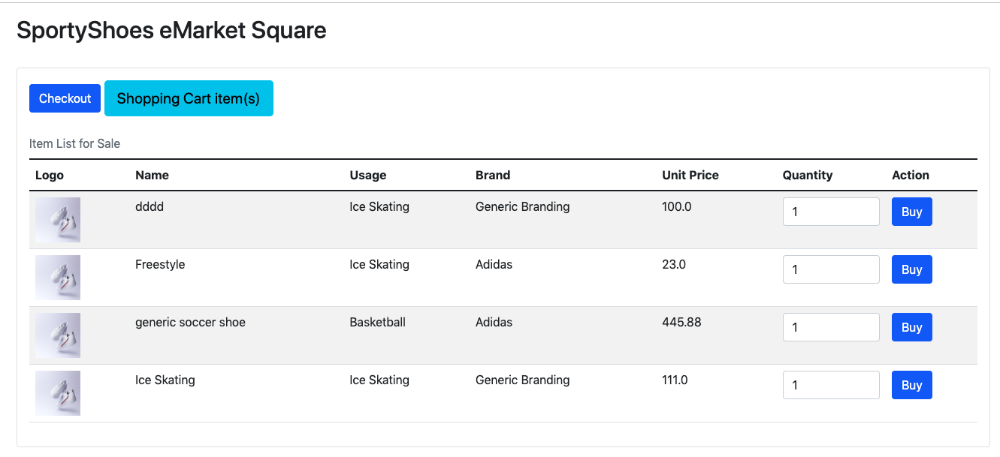 SportyShoes eMarket Square
Checkout Shopping Cart item(s)
Item List for Sale
Logo Name Usage Brand Unit Price Quantity Action
dddd Ice Skating Generic Branding 100.0 1 Buy
Freestyle Ice Skating Adidas 23.0 1 Buy
generic soccer shoe Basketball Adidas 445.88 1 Buy
Ice Skating Ice Skating Generic Branding 111.0 1 Buy